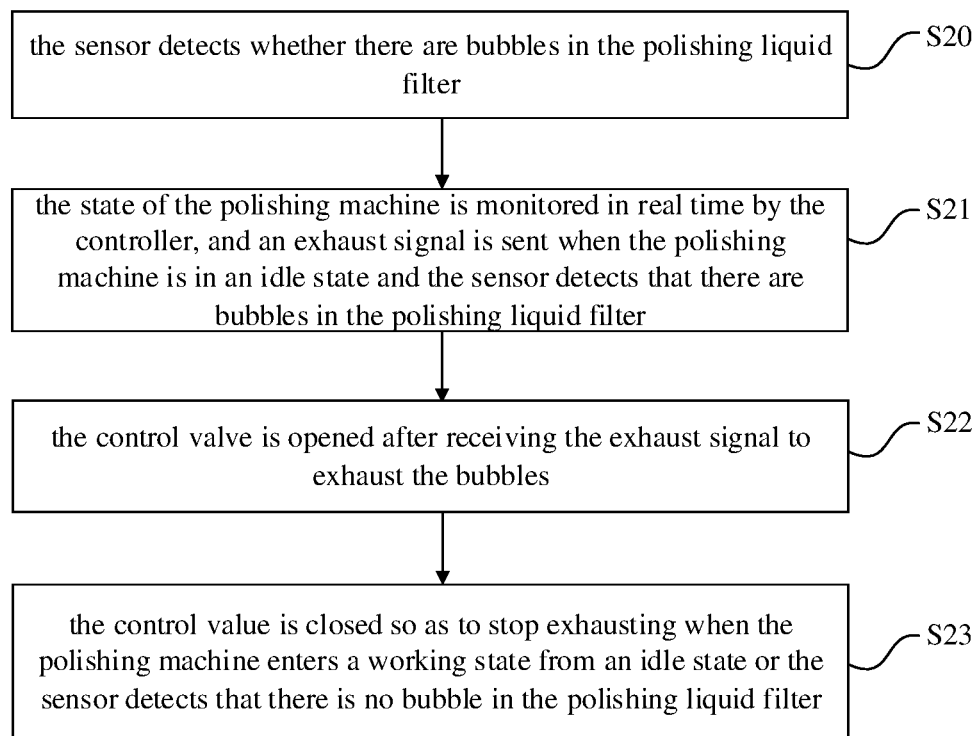 the sensor detects whether there are bubbles in the polishing liquid
filter
S20
the state of the polishing machine is monitored in real time by the
controller, and an exhaust signal is sent when the polishing
machine is in an idle state and the sensor detects that there are
bubbles in the polishing liquid filter
S21
the control valve is opened after receiving the exhaust signal to
exhaust the bubbles
S22
the control value is closed so as to stop exhausting when the
polishing machine enters a working state from an idle state or the
sensor detects that there is no bubble in the polishing liquid filter
S23